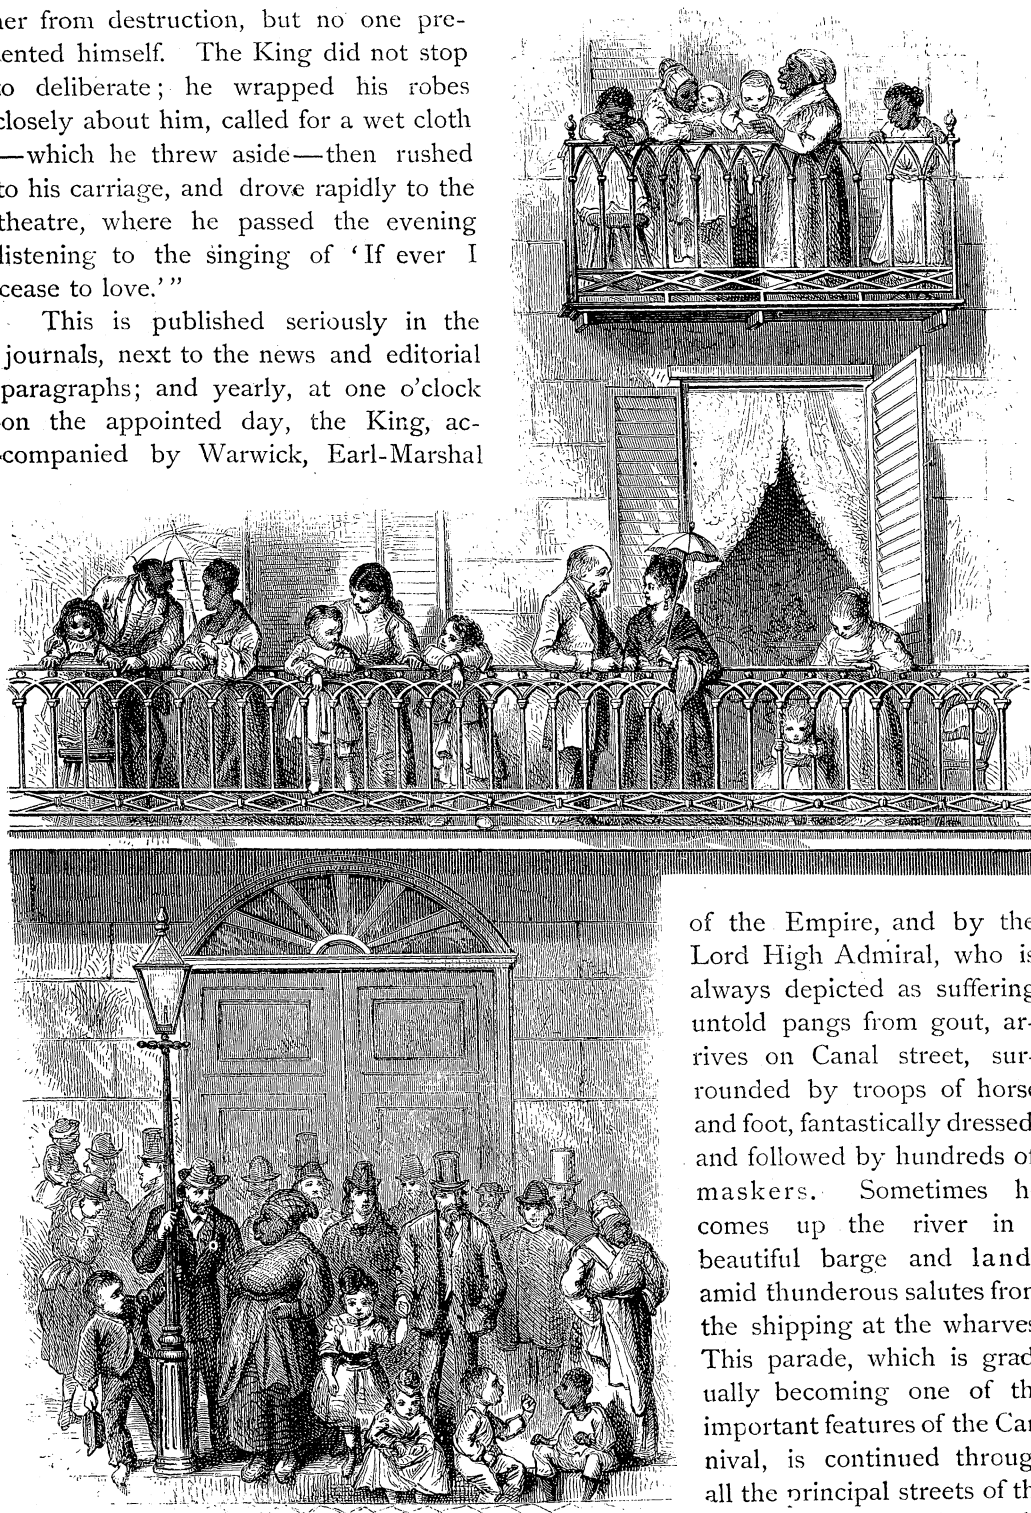 her from destruction, but no one pre-
sented himself. The King did not stop
to deliberate; he wrapped his robes
closely about him, called for a wet cloth
—which he threw aside—then rushed
to his carriage, and drove rapidly to the
theatre, where he passed the evening
listening to the singing of ‘If ever I
cease to love.’”
This is published seriously in the
journals, next to the news and editorial
paragraphs; and yearly, at one o’clock
on the appointed day, the King, ac-
companied by Warwick, Earl-Marshal
of the Empire, and by the
Lord High Admiral, who is
always depicted as suffering
untold pangs from gout, ar-
rives on Canal street, sur-
rounded by troops of horse
and foot, fantastically dressed
and followed by hundreds of
maskers. Sometimes h
comes up the river in
beautiful barge and land
amid thunderous salutes from
the shipping at the wharves
This parade, which is grad
ually becoming one of th
important features of the Car
nival, is continued throug
all the principal streets of th